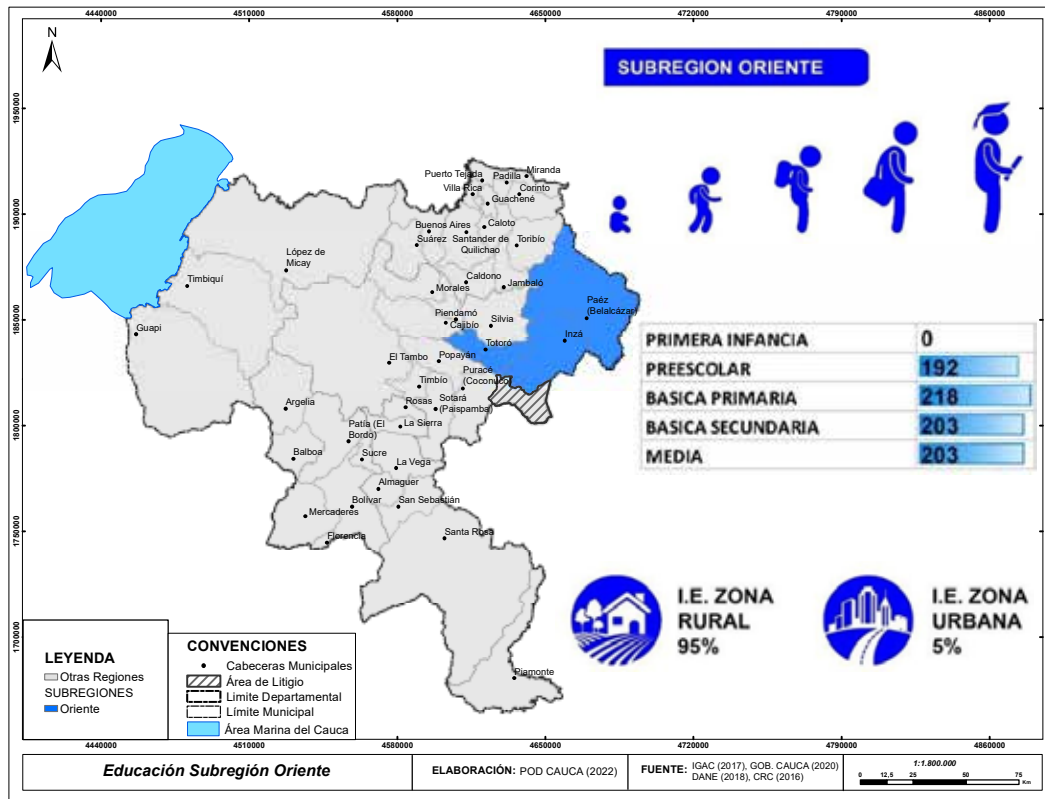 4440000 4510000 4580000 4650000 4720000 4790000 4860000
N
1950000
1900000
1850000
1800000
1750000
1700000
SUBREGION ORIENTE
Miranda
Puerto Tejada
Padilla
Villa Rica
Corinto
Guachené
Buenos Aires
Caloto
Suárez
Santander de
Quilichao
Toribío
López de
Micay
Timbiquí
Caldono
Jambaló
Morales
Paéz
(Belalcázar)
Piendamó
Cajibío
Silvia
Guapi
Inzá
Totoró
El Tambo
Popayán
Puracé
(Coconuco)
Timbío
Argelia
Rosas
Sotará
(Paispamba)
Patía (El
Bordo)
La Sierra
Balboa
Sucre
La Vega
Almaguer
Bolívar
San Sebastián
Mercaderes
Florencia
Santa Rosa
Piamonte
PRIMERA INFANCIA 0
PREESCOLAR 192
BASICA PRIMARIA 218
BASICA SECUNDARIA 203
MEDIA 203
I.E. ZONA
RURAL
95%
I.E. ZONA
URBANA
5%
LEYENDA
Otras Regiones
SUBREGIONES
Oriente
CONVENCIONES
Cabeceras Municipales
Área de Litigio
Limite Departamental
Límite Municipal
Área Marina del Cauca
4440000 4510000 4580000 4650000 4720000 4790000 4860000
Educación Subregión Oriente
ELABORACIÓN: POD CAUCA (2022)
FUENTE: IGAC (2017), GOB. CAUCA (2020)
DANE (2018), CRC (2016)
1:1.800.000
0 12,5 25 50 75
Km